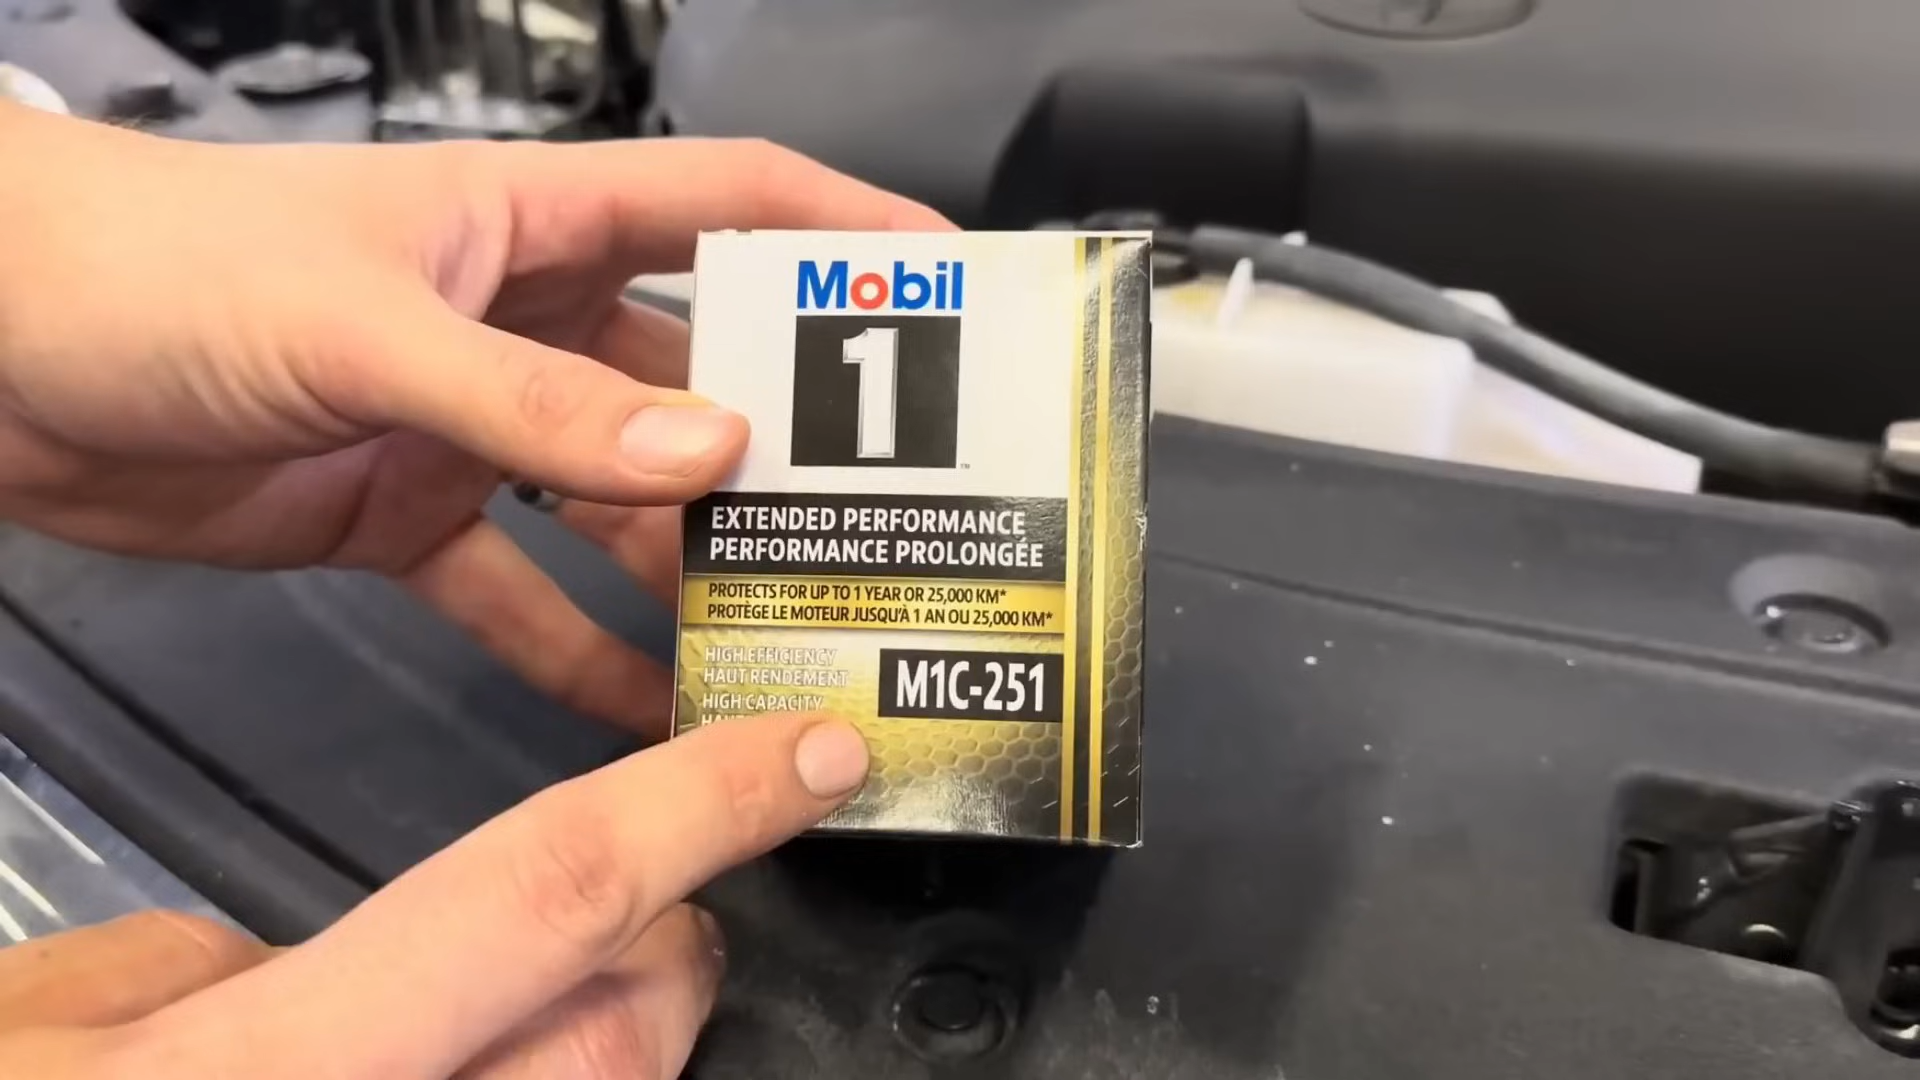 Mobil
1
™
EXTENDED PERFORMANCE
PERFORMANCE PROLONGÉE
PROTECTS FOR UP TO 1 YEAR OR 25,000 KM*
PROTÈGE LE MOTEUR JUSQU'À 1 AN OU 25,000 KM*
HIGH EFFICIENCY
HAUT RENDEMENT
HIGH CAPACITY
M1C-251